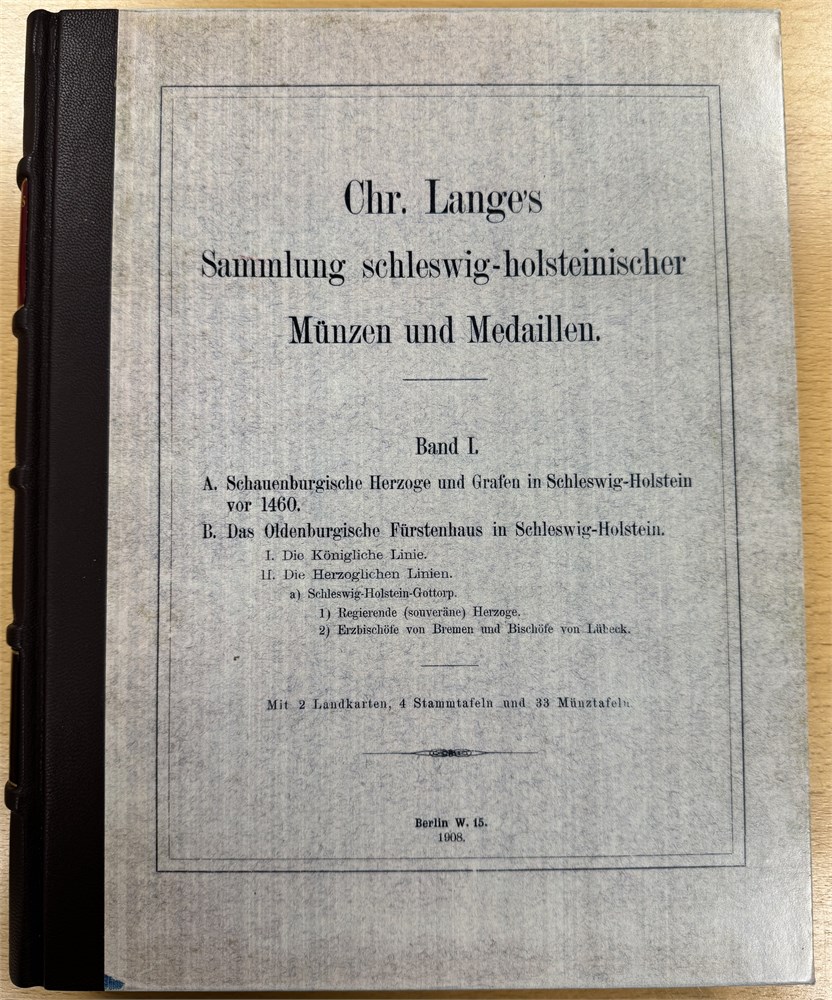 Chr. Lange's
Sammlung schleswig-holsteinischer
Münzen und Medaillen.
Band I.
A. Schauenburgische Herzoge und Grafen in Schleswig-Holstein
vor 1460.
B. Das Oldenburgische Fürstenhaus in Schleswig-Holstein.
I. Die Königliche Linie.
II. Die Herzoglichen Linien.
a) Schleswig-Holstein-Gottorp.
1) Regierende (souveräne) Herzoge.
2) Erzbischöfe von Bremen und Bischöfe von Lübeck.
Mit 2 Landkarten, 4 Stammtafeln und 33 Münztafeln.
Berlin W. 15.
1908.